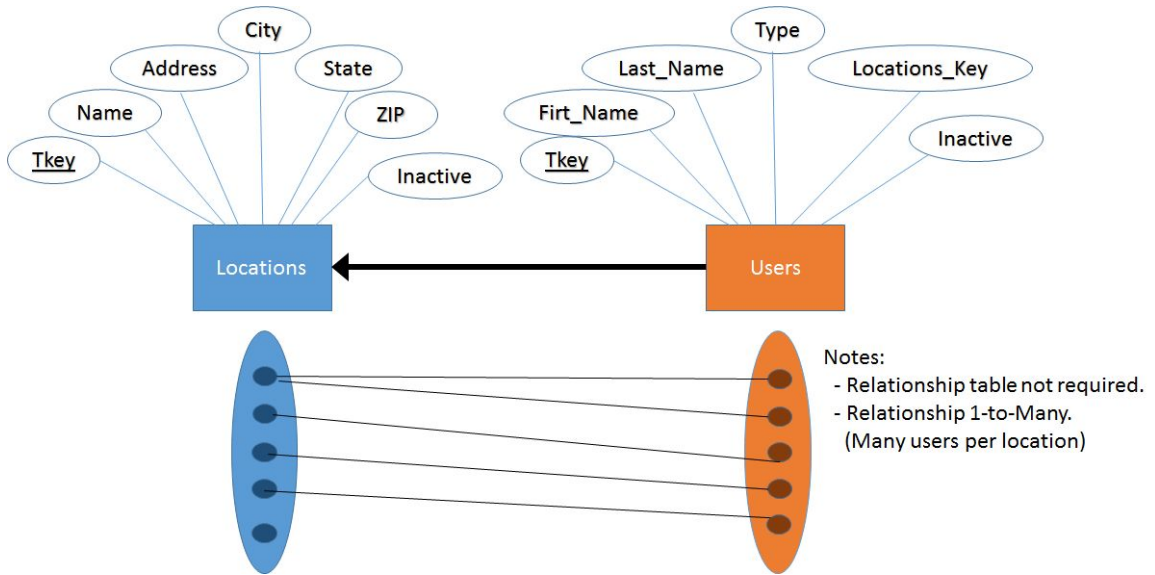 City
Type
Address
State
Last_Name
Locations_Key
Name
ZIP
Firt_Name
Inactive
Tkey
Inactive
Tkey
Locations
Users
Notes:
- Relationship table not required.
- Relationship 1-to-Many.
(Many users per location)